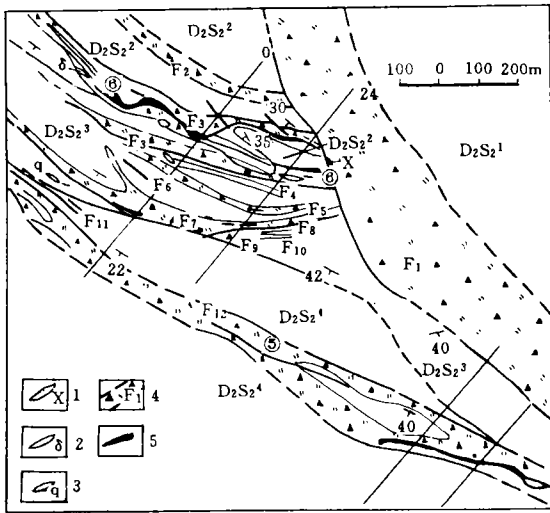 D₂S₂² D₂S₂²
0
100 0 100 200m
δ ⑥ F₂
24
30
F₃ D₂S₂² D₂S₂¹
D₂S₂³ F₃ 35
X
⑥
q F₆ F₄
F₅
F₁₁ F₇ F₈
F₉ F₁₀ F₁
22 42
D₂S₂⁴
F₁₂ ⑤ 40
D₂S₂³
D₂S₂⁴
X 1 F₁ 4
40
δ 2 5
q 3